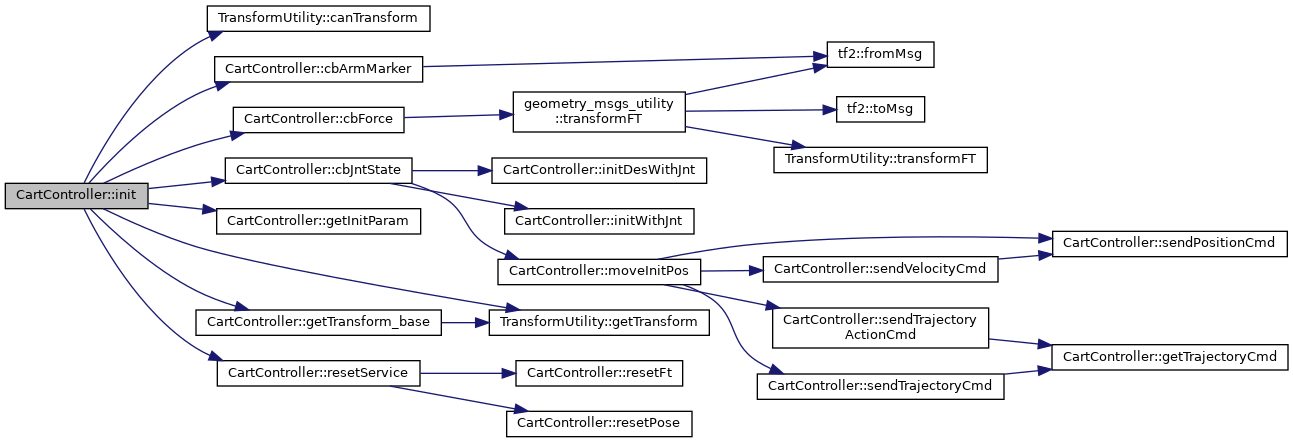 TransformUtility::canTransform
tf2::fromMsg
CartController::cbArmMarker
geometry_msgs_utility
::transformFT
tf2::toMsg
CartController::cbForce
TransformUtility::transformFT
CartController::cbJntState
CartController::initDesWithJnt
CartController::init
CartController::getInitParam
CartController::initWithJnt
CartController::sendPositionCmd
CartController::moveInitPos
CartController::sendVelocityCmd
CartController::getTransform_base
TransformUtility::getTransform
CartController::sendTrajectory
ActionCmd
CartController::getTrajectoryCmd
CartController::resetService
CartController::resetFt
CartController::sendTrajectoryCmd
CartController::resetPose